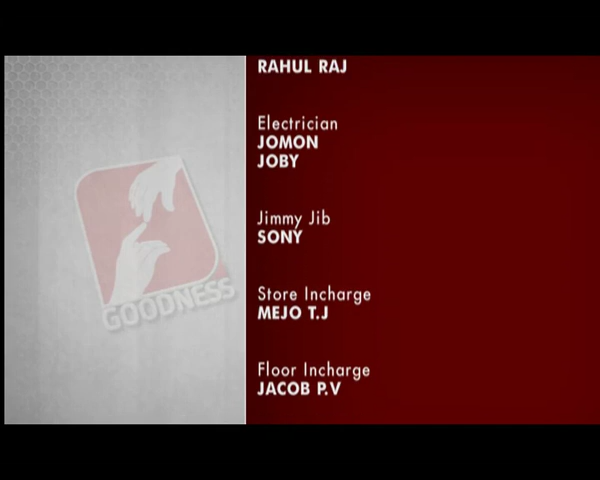 RAHUL RAJ
Electrician
JOMON
JOBY
Jimmy Jib
SONY
Store Incharge
MEJO T.J
Floor Incharge
JACOB P.V
GOODNESS